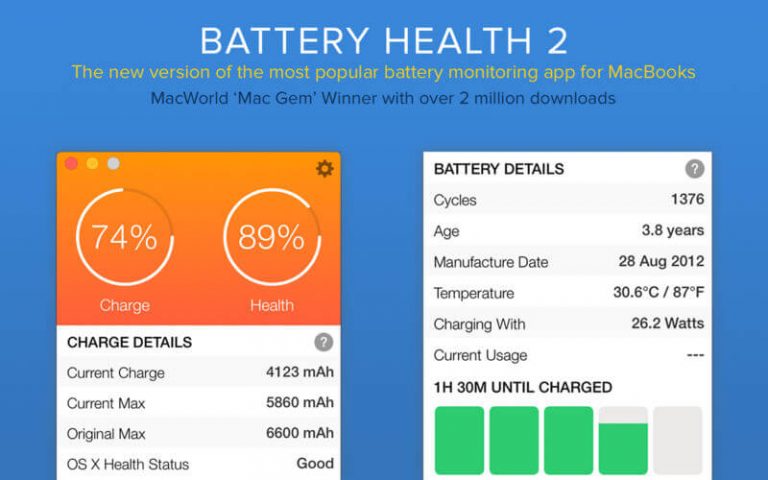 BATTERY HEALTH 2
The new version of the most popular battery monitoring app for MacBooks
MacWorld ‘Mac Gem’ Winner with over 2 million downloads
74%
89%
Charge
Health
CHARGE DETAILS ?
Current Charge 4123 mAh
Current Max 5860 mAh
Original Max 6600 mAh
OS X Health Status Good
BATTERY DETAILS ?
Cycles 1376
Age 3.8 years
Manufacture Date 28 Aug 2012
Temperature 30.6°C / 87°F
Charging With 26.2 Watts
Current Usage ---
1H 30M UNTIL CHARGED